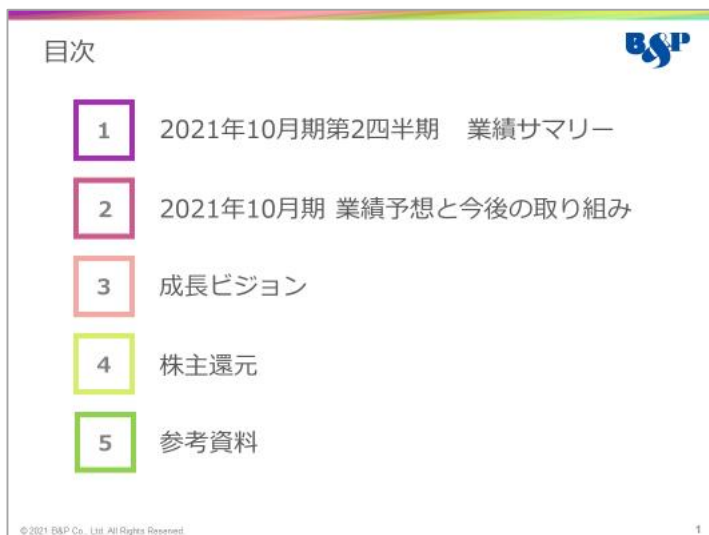 目次
B&P
1 2021年10月期第2四半期 業績サマリー
2 2021年10月期 業績予想と今後の取り組み
3 成長ビジョン
4 株主還元
5 参考資料
© 2021 B&P Co., Ltd. All Rights Reserved.
1